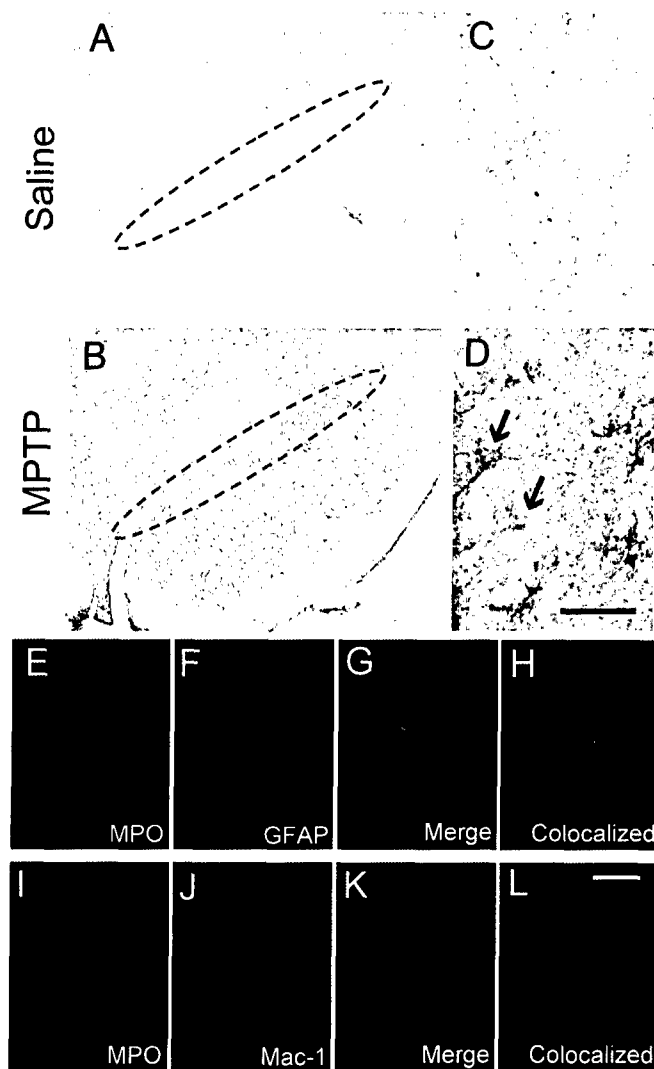 A
C
Saline
B
D
MPTP
E
F
G
H
MPO
GFAP
Merge
Colocalized
I
J
K
L
MPO
Mac-1
Merge
Colocalized